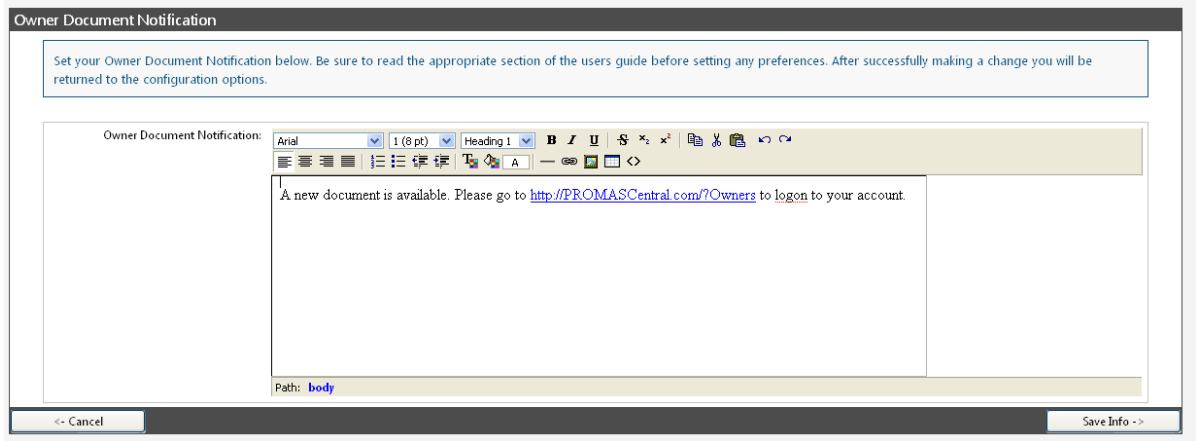 Owner Document Notification
Set your Owner Document Notification below. Be sure to read the appropriate section of the users guide before setting any preferences. After successfully making a change you will be
returned to the configuration options.
Owner Document Notification:
Arial 1 (8 pt) Heading 1 B I U S x₂ x²
T A
A new document is available. Please go to http://PROMASCentral.com/?Owners to logon to your account.
Path: body
<- Cancel Save Info ->